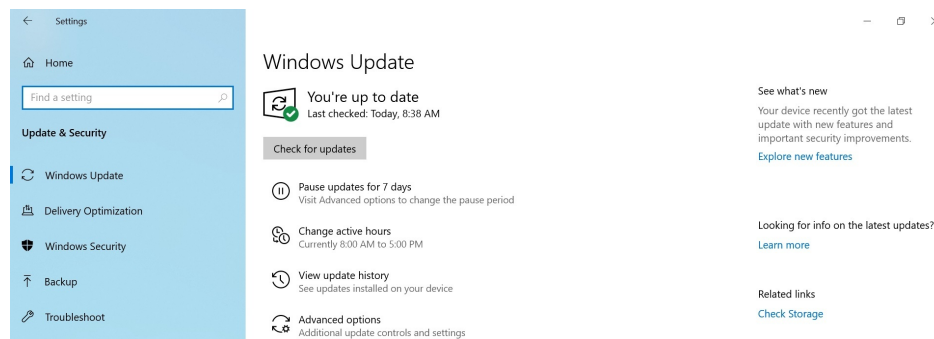 Settings
Home
Find a setting
Update & Security
Windows Update
Delivery Optimization
Windows Security
Backup
Troubleshoot
Windows Update
You're up to date
Last checked: Today, 8:38 AM
Check for updates
Pause updates for 7 days
Visit Advanced options to change the pause period
Change active hours
Currently 8:00 AM to 5:00 PM
View update history
See updates installed on your device
Advanced options
Additional update controls and settings
See what's new
Your device recently got the latest
update with new features and
important security improvements.
Explore new features
Looking for info on the latest updates?
Learn more
Related links
Check Storage